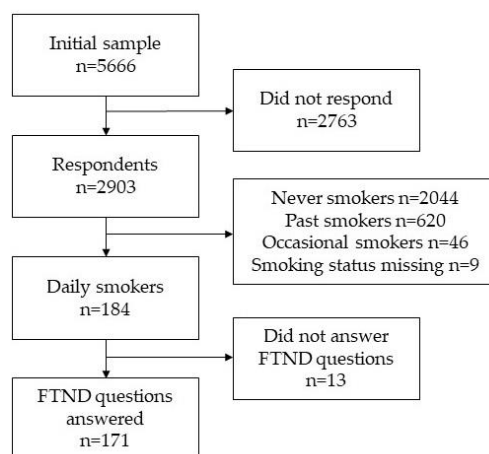 Initial sample
n=5666
Did not respond
n=2763
Respondents
n=2903
Never smokers n=2044
Past smokers n=620
Occasional smokers n=46
Smoking status missing n=9
Daily smokers
n=184
Did not answer
FTND questions
n=13
FTND questions
answered
n=171